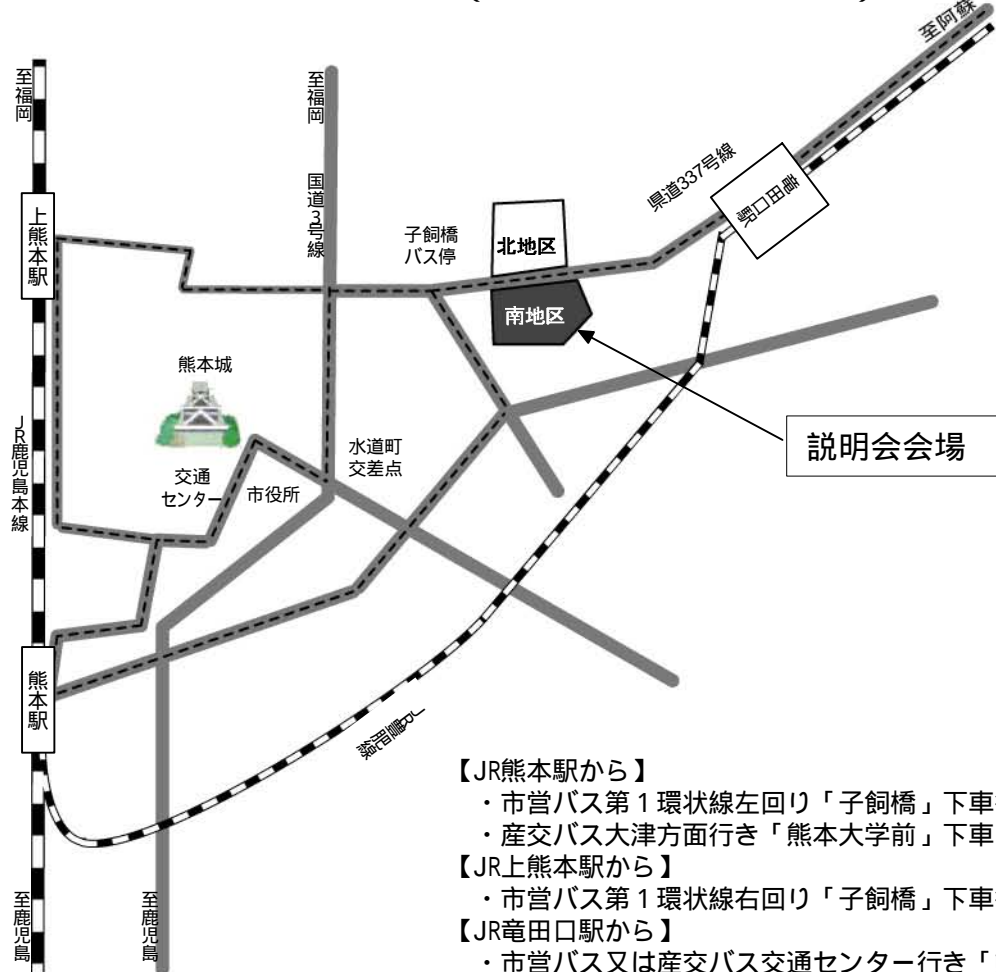 至阿蘇
至福岡
至福岡
国道3号線
県道337号線
竜田口駅
上熊本駅
子飼橋
バス停
北地区
南地区
熊本城
説明会会場
JR鹿児島本線
水道町
交差点
交通
センター
市役所
熊本駅
JR豊肥線
【JR熊本駅から】
・市営バス第1環状線左回り「子飼橋」下車
・産交バス大津方面行き「熊本大学前」下車
【JR上熊本駅から】
・市営バス第1環状線右回り「子飼橋」下車
【JR竜田口駅から】
・市営バス又は産交バス交通センター行き「
至鹿児島
至鹿児島